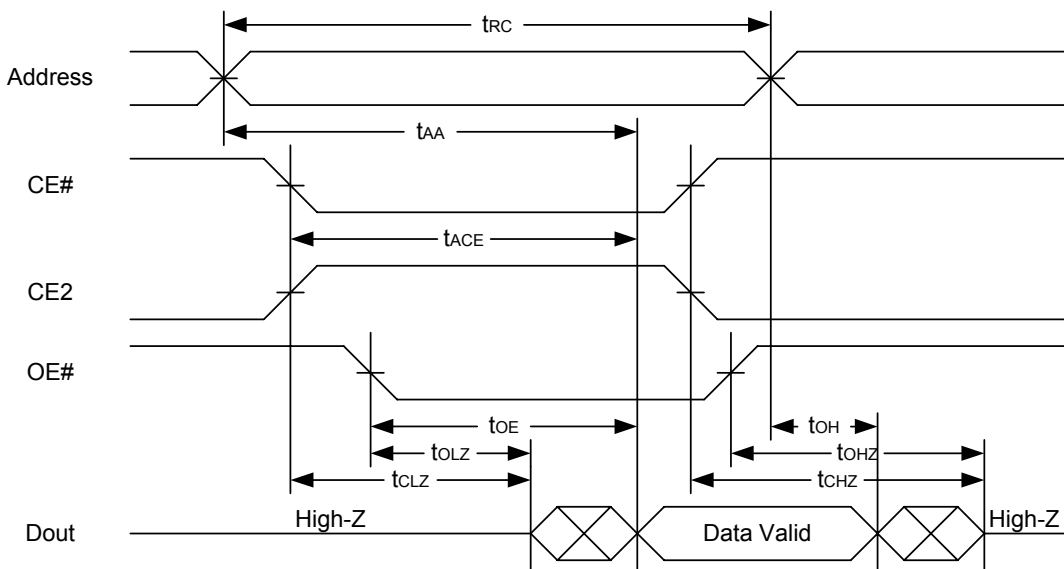 tRC
Address
tAA
CE#
tACE
CE2
OE#
tOE
tOH
tOLZ
tOHZ
tCLZ
tCHZ
High-Z
Data Valid
High-Z
Dout